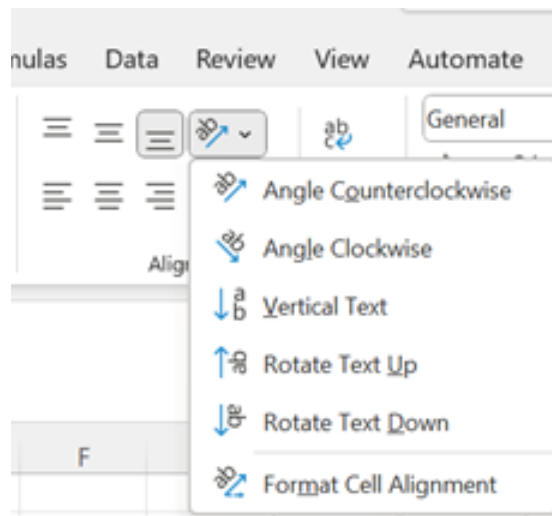 Data Review View Automate
General
Angle Counterclockwise
Angle Clockwise
Vertical Text
Rotate Text Up
Rotate Text Down
F
Format Cell Alignment